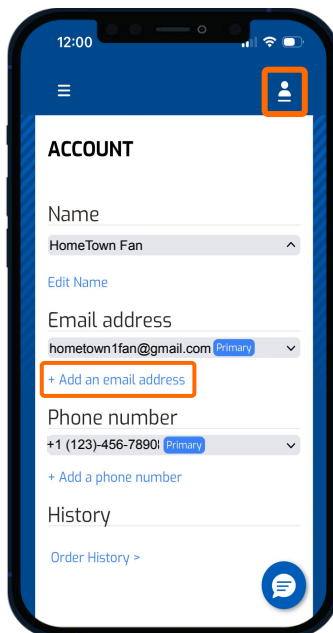 12:00
ACCOUNT
Name
HomeTown Fan
Edit Name
Email address
hometown1fan@gmail.com Primary
+ Add an email address
Phone number
+1 (123)-456-7890 Primary
+ Add a phone number
History
Order History >